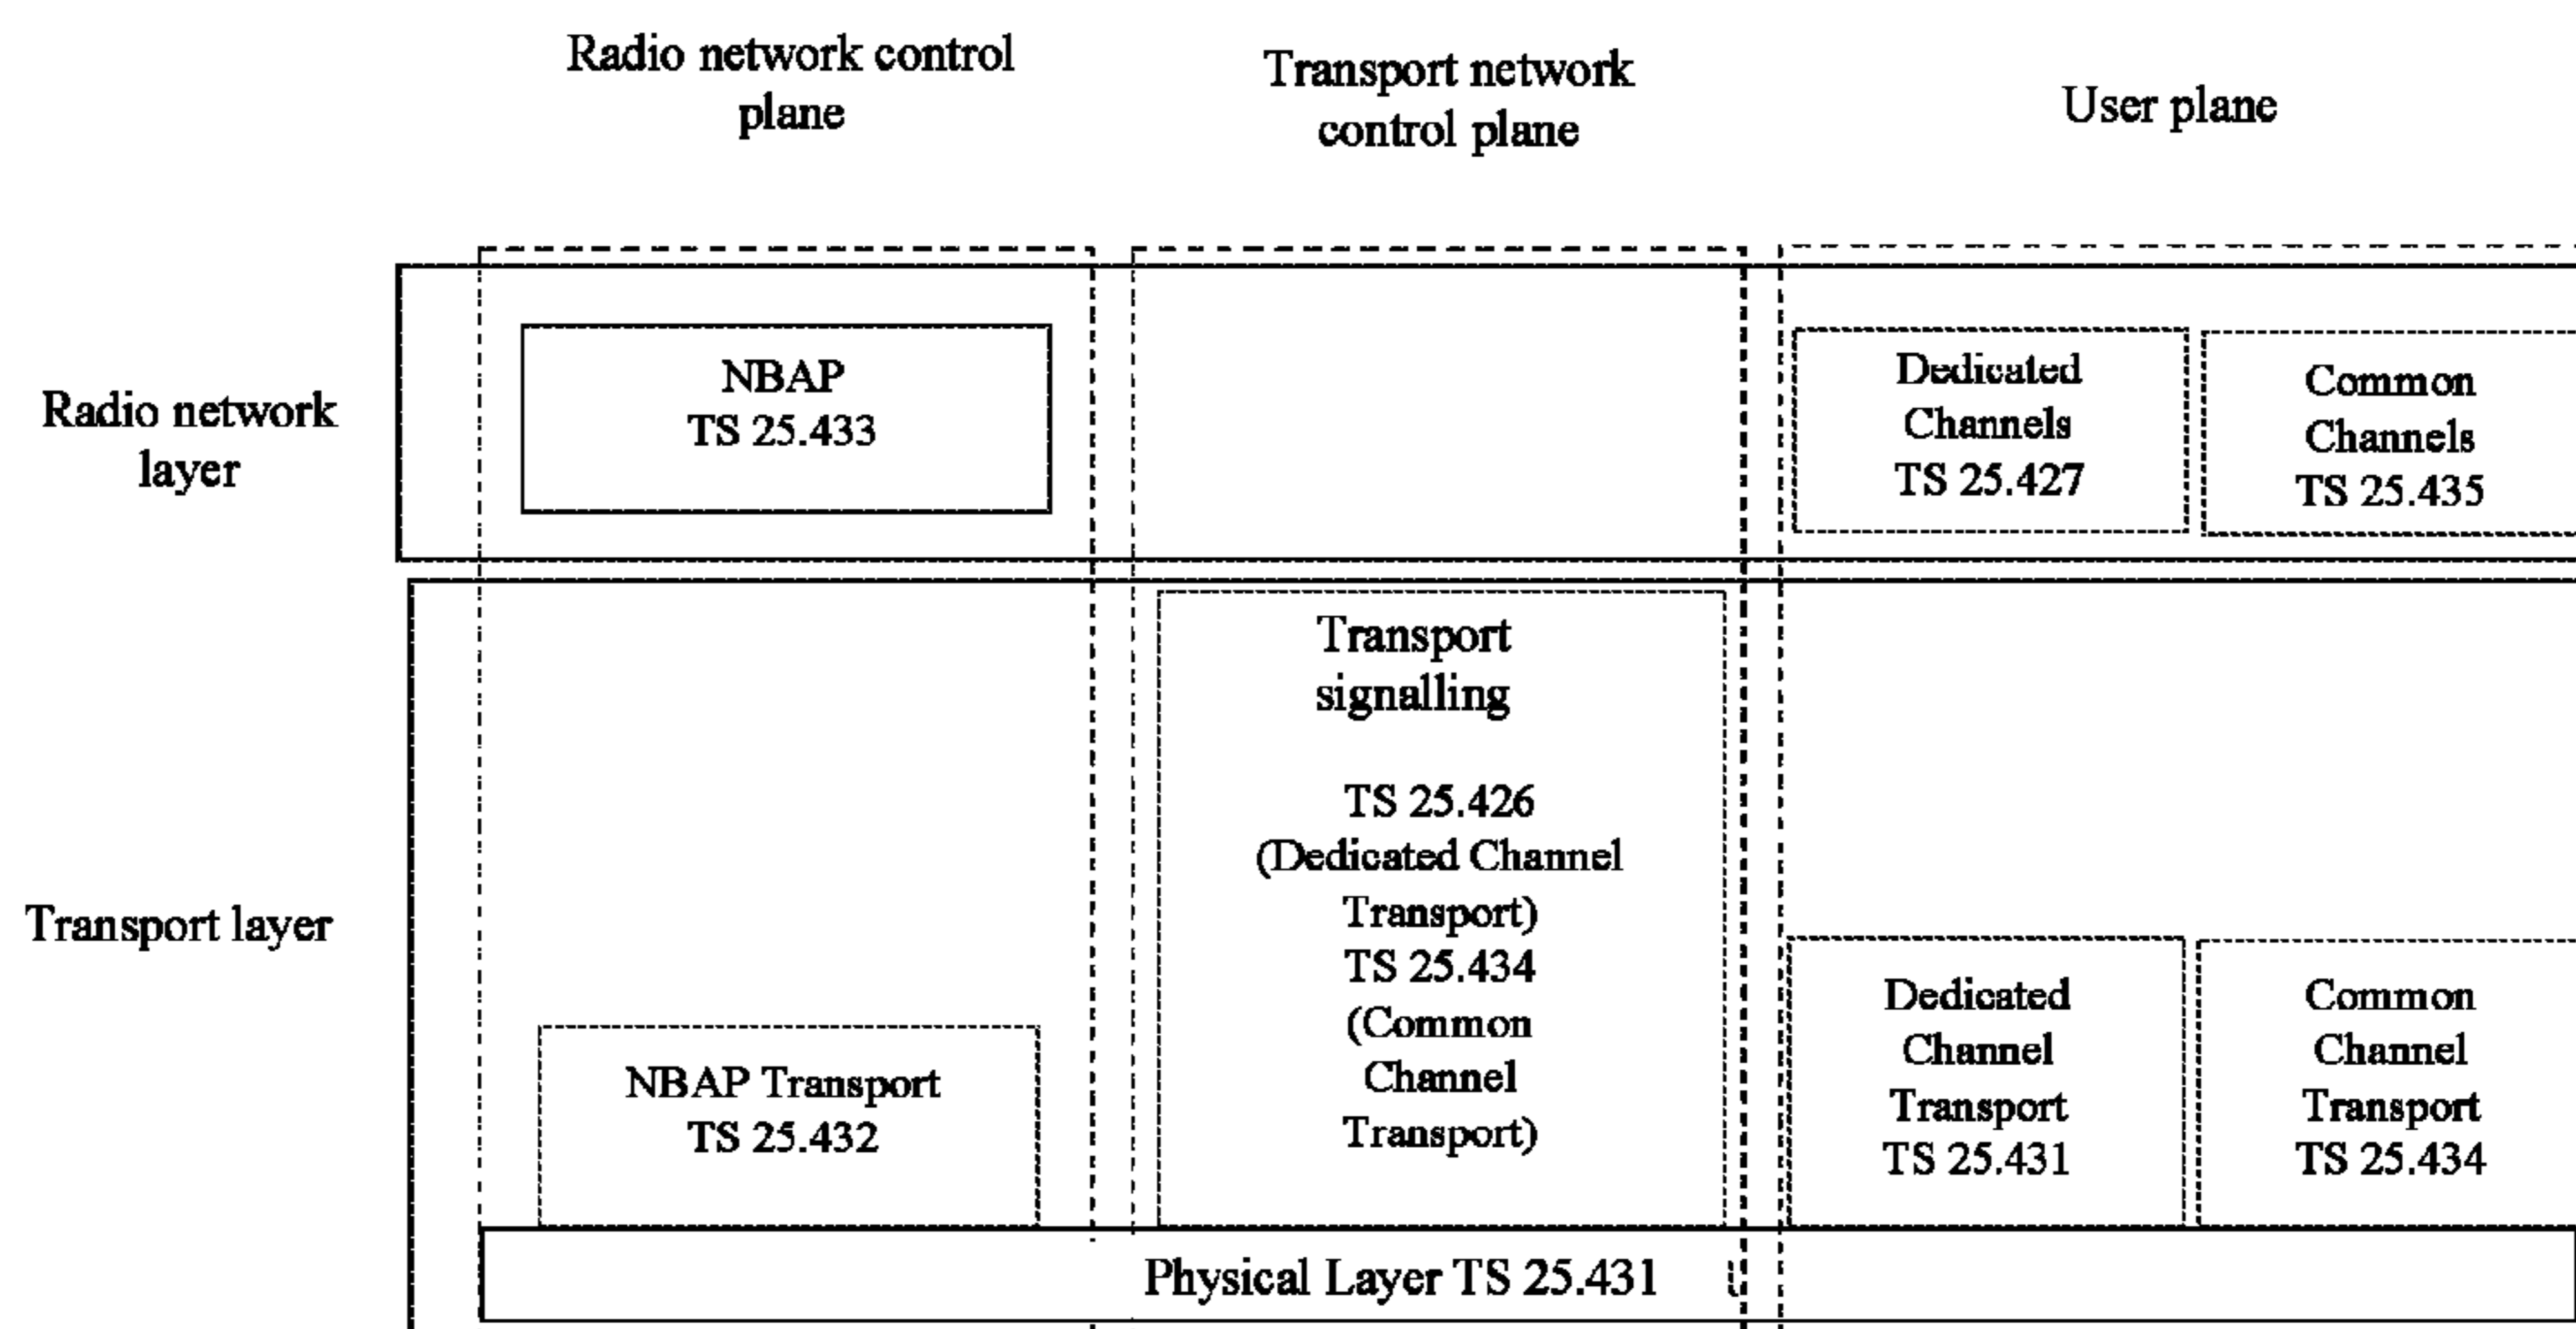 Radio network control
plane
Transport network
control plane
User plane
Radio network
layer
NBAP
TS 25.433
Dedicated
Channels
TS 25.427
Common
Channels
TS 25.435
Transport layer
NBAP Transport
TS 25.432
Transport
signalling
TS 25.426
(Dedicated Channel
Transport)
TS 25.434
(Common
Channel
Transport)
Dedicated
Channel
Transport
TS 25.431
Common
Channel
Transport
TS 25.434
Physical Layer TS 25.431